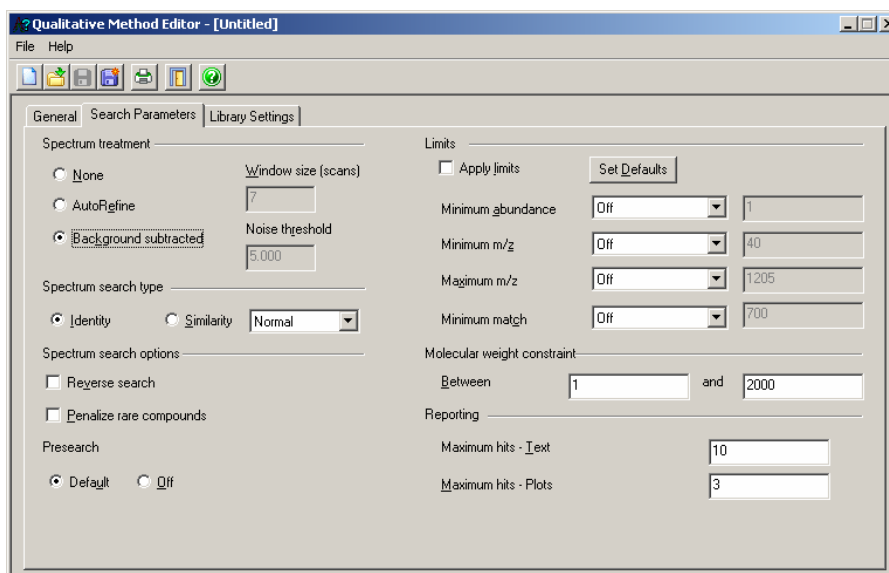 Qualitative Method Editor - [Untitled]
File Help
General Search Parameters Library Settings
Spectrum treatment
None
AutoRefine
Background subtracted
Window size (scans)
7
Noise threshold
5.000
Spectrum search type
Identity Similarity Normal
Spectrum search options
Reverse search
Penalize rare compounds
Presearch
Default Off
Limits
Apply limits Set Defaults
Minimum abundance Off 1
Minimum m/z Off 40
Maximum m/z Off 1205
Minimum match Off 700
Molecular weight constraint
Between 1 and 2000
Reporting
Maximum hits - Text 10
Maximum hits - Plots 3